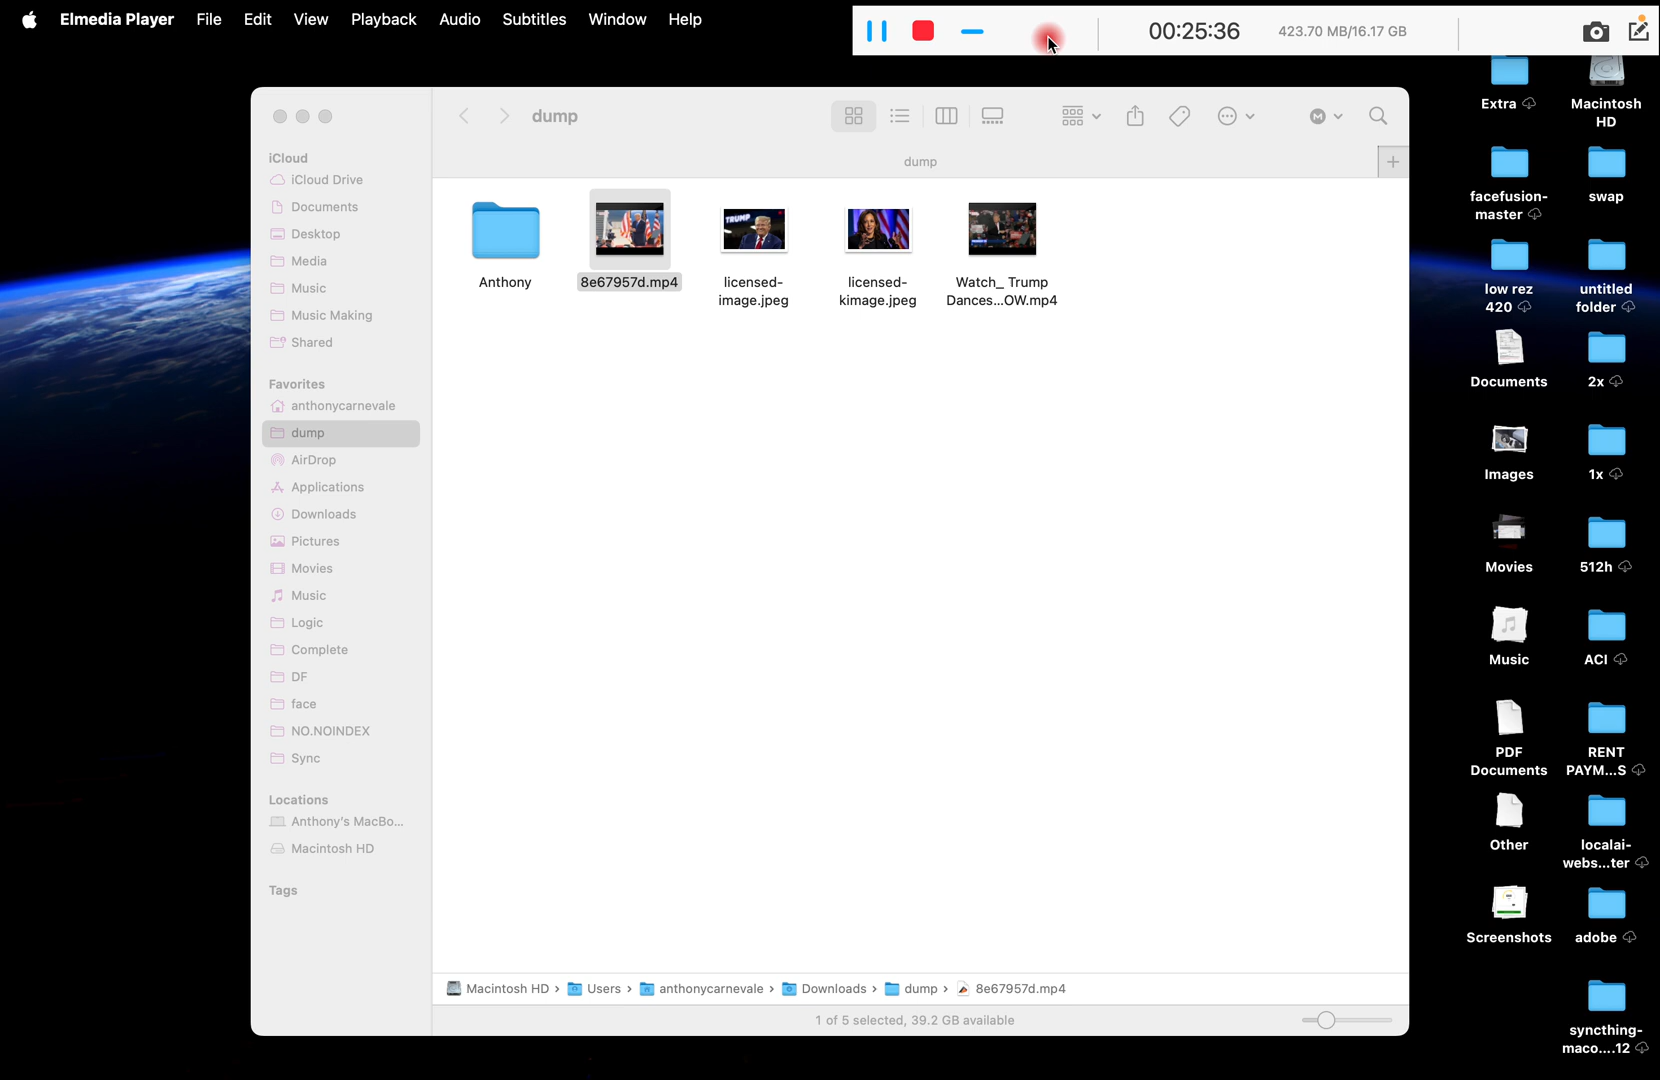 Elmedia Player File Edit View Playback Audio Subtitles Window Help
00:25:36 423.70 MB/16.17 GB
dump
M
dump
iCloud
iCloud Drive
Documents
Desktop
Media
Music
Music Making
Shared
Favorites
anthonycarnevale
dump
AirDrop
Applications
Downloads
Pictures
Movies
Music
Logic
Complete
DF
face
NO.NOINDEX
Sync
Locations
Anthony's MacBo...
Macintosh HD
Tags
TRUMP
Anthony
8e67957d.mp4
licensed-
image.jpeg
licensed-
kimage.jpeg
Watch_ Trump
Dances...OW.mp4
Macintosh HD › Users › anthonycarnevale › Downloads › dump › 8e67957d.mp4
1 of 5 selected, 39.2 GB available
Extra
Macintosh
HD
facefusion-
master
swap
low rez
420
untitled
folder
Documents
2x
Images
1x
Movies
512h
Music
ACI
PDF
Documents
RENT
PAYM...S
Other
localai-
webs...ter
Screenshots
adobe
syncthing-
maco....12